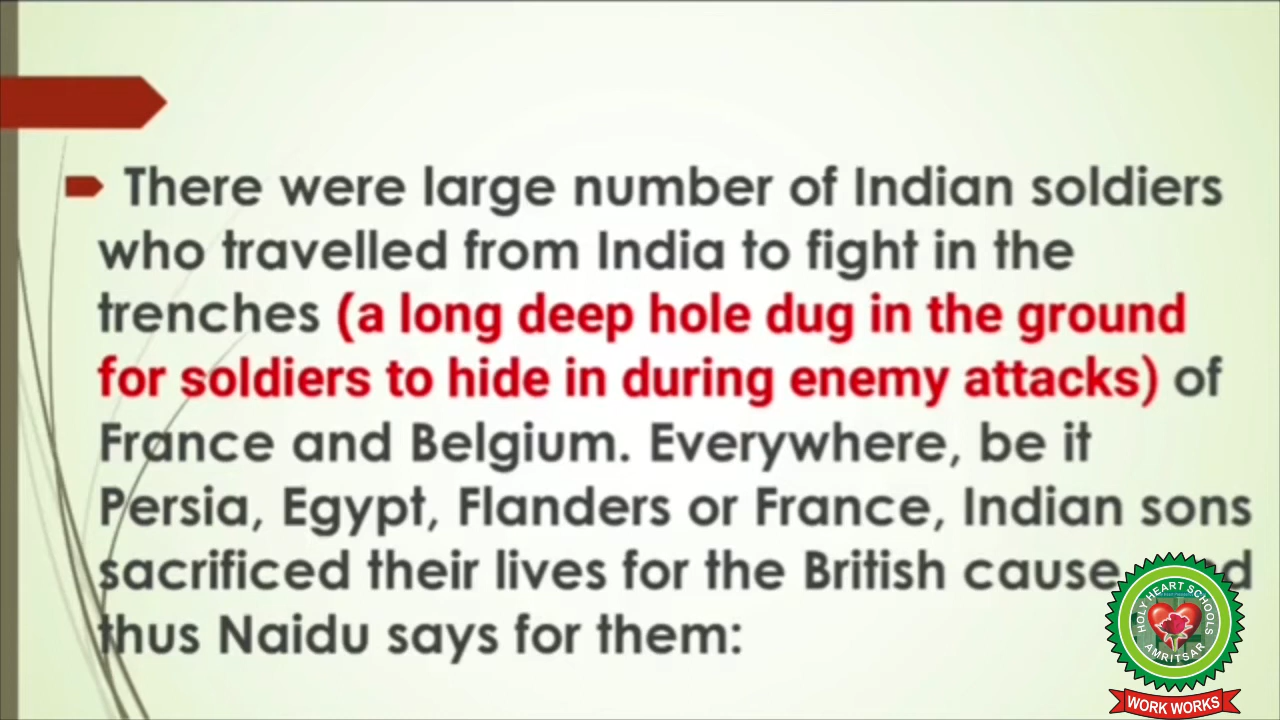 There were large number of Indian soldiers
who travelled from India to fight in the
trenches (a long deep hole dug in the ground
for soldiers to hide in during enemy attacks) of
France and Belgium. Everywhere, be it
Persia, Egypt, Flanders or France, Indian sons
sacrificed their lives for the British cause
thus Naidu says for them:
HOLY HEART SCHOOLS
AMRITSAR
WORK WORKS